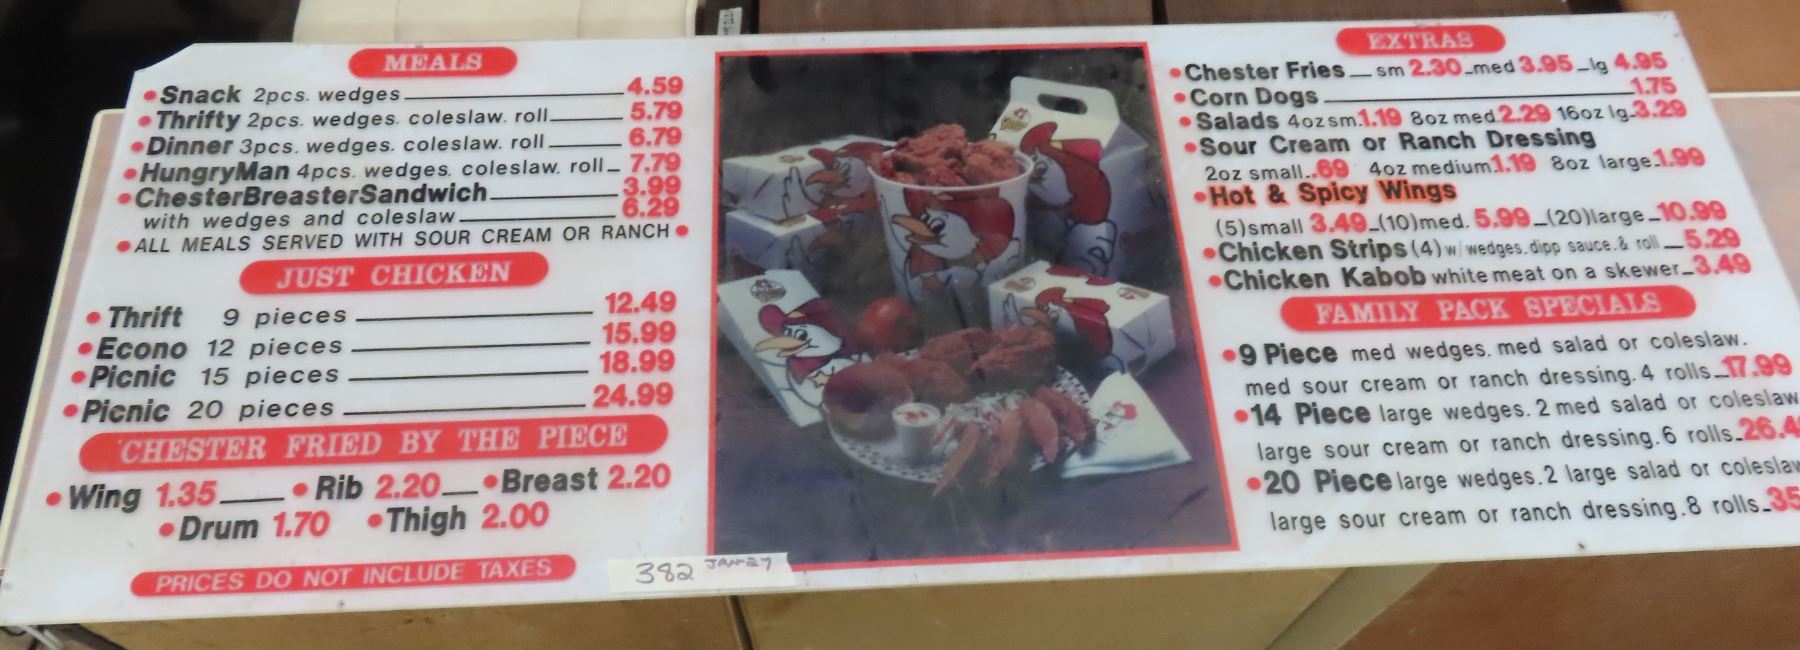 MEALS
• Snack 2pcs. wedges 4.59
• Thrifty 2pcs. wedges. coleslaw. roll 5.79
• Dinner 3pcs. wedges. coleslaw. roll 6.79
• HungryMan 4pcs. wedges. coleslaw. roll 7.79
• ChesterBreasterSandwich 3.99
with wedges and coleslaw 6.29
• ALL MEALS SERVED WITH SOUR CREAM OR RANCH •
JUST CHICKEN
• Thrift 9 pieces 12.49
• Econo 12 pieces 15.99
• Picnic 15 pieces 18.99
• Picnic 20 pieces 24.99
CHESTER FRIED BY THE PIECE
• Wing 1.35 • Rib 2.20 • Breast 2.20
• Drum 1.70 • Thigh 2.00
PRICES DO NOT INCLUDE TAXES
382 JAN 27
EXTRAS
• Chester Fries sm 2.30 med 3.95 lg 4.95
• Corn Dogs 1.75
• Salads 4ozsm.1.19 8oz med.2.29 16oz lg.3.29
• Sour Cream or Ranch Dressing
2oz small..69 4oz medium.1.19 8oz large.1.99
• Hot & Spicy Wings
(5)small 3.49 (10)med. 5.99 (20)large 10.99
• Chicken Strips (4) w/ wedges. dipp sauce. & roll 5.29
• Chicken Kabob white meat on a skewer 3.49
FAMILY PACK SPECIALS
• 9 Piece med wedges. med salad or coleslaw.
med sour cream or ranch dressing. 4 rolls 17.99
• 14 Piece large wedges. 2 med salad or coleslaw
large sour cream or ranch dressing. 6 rolls 26.4
• 20 Piece large wedges. 2 large salad or coleslaw
large sour cream or ranch dressing. 8 rolls 35